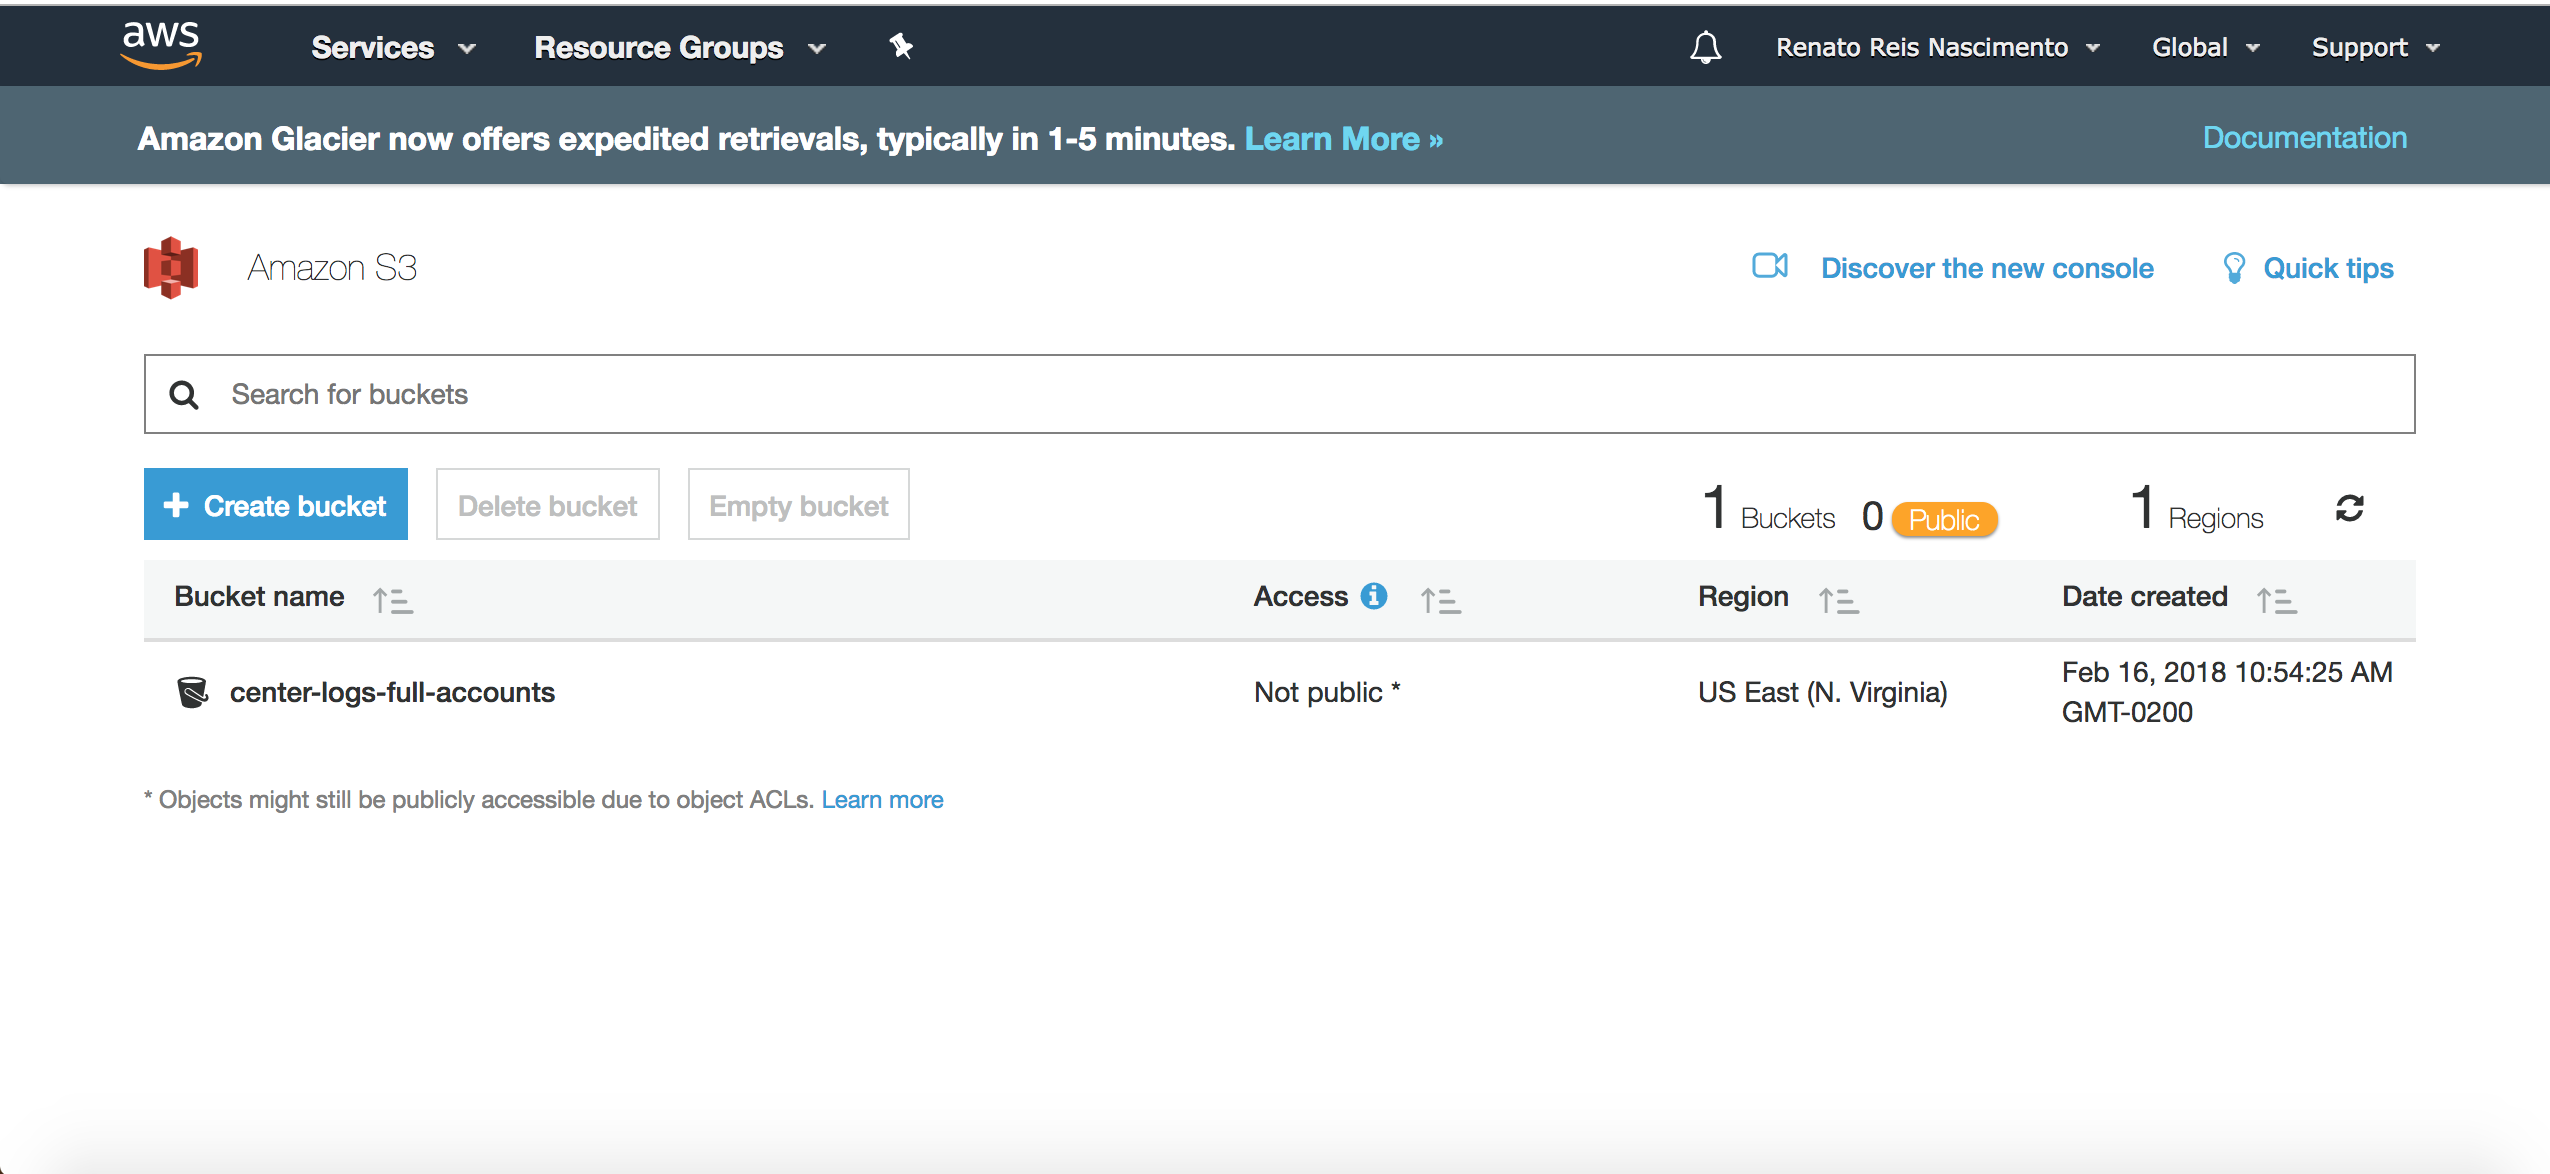 aws Services Resource Groups Renato Reis Nascimento Global Support
Amazon Glacier now offers expedited retrievals, typically in 1-5 minutes. Learn More » Documentation
Amazon S3 Discover the new console Quick tips
Search for buckets
Create bucket Delete bucket Empty bucket 1 Buckets 0 Public 1 Regions
Bucket name Access Region Date created
center-logs-full-accounts Not public * US East (N. Virginia) Feb 16, 2018 10:54:25 AM
GMT-0200
* Objects might still be publicly accessible due to object ACLs. Learn more